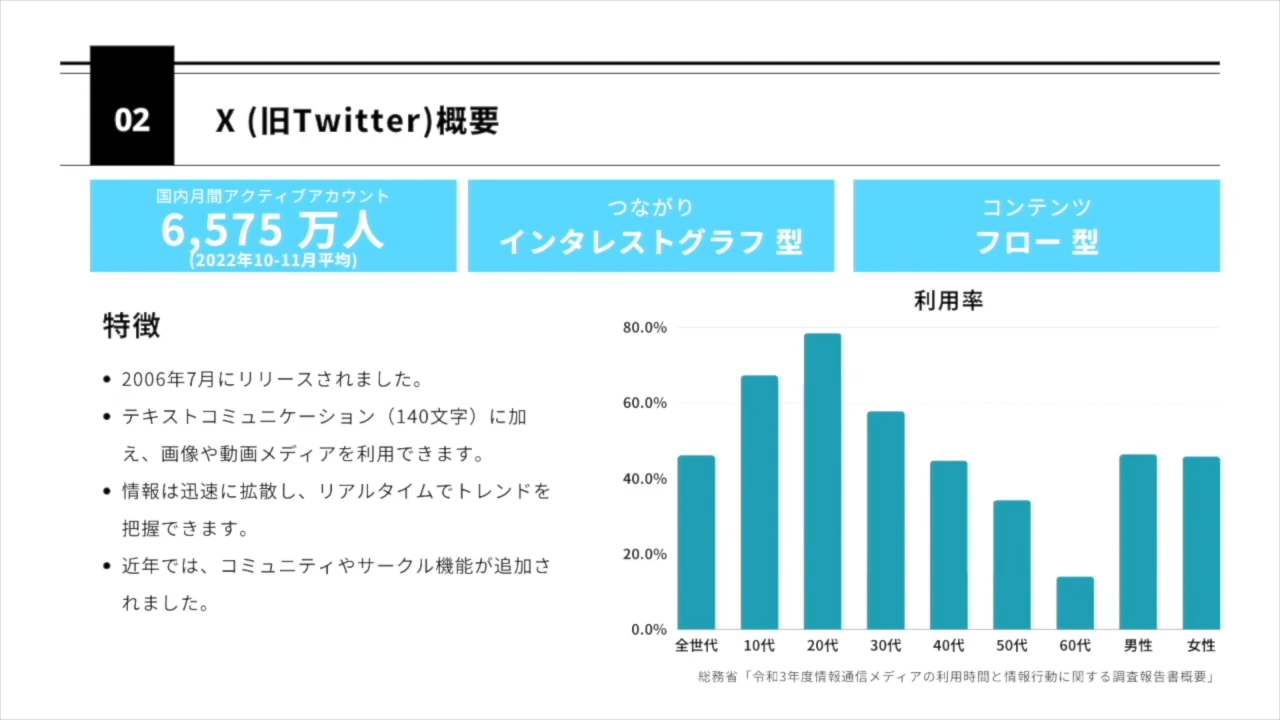 02
X (旧Twitter)概要
国内月間アクティブアカウント
6,575 万人
(2022年10-11月平均)
つながり
インタレストグラフ 型
コンテンツ
フロー 型
特徴
• 2006年7月にリリースされました。
• テキストコミュニケーション（140文字）に加
え、画像や動画メディアを利用できます。
• 情報は迅速に拡散し、リアルタイムでトレンドを
把握できます。
• 近年では、コミュニティやサークル機能が追加さ
れました。
利用率
80.0%
60.0%
40.0%
20.0%
0.0%
全世代 10代 20代 30代 40代 50代 60代 男性 女性
総務省「令和3年度情報通信メディアの利用時間と情報行動に関する調査報告書概要」